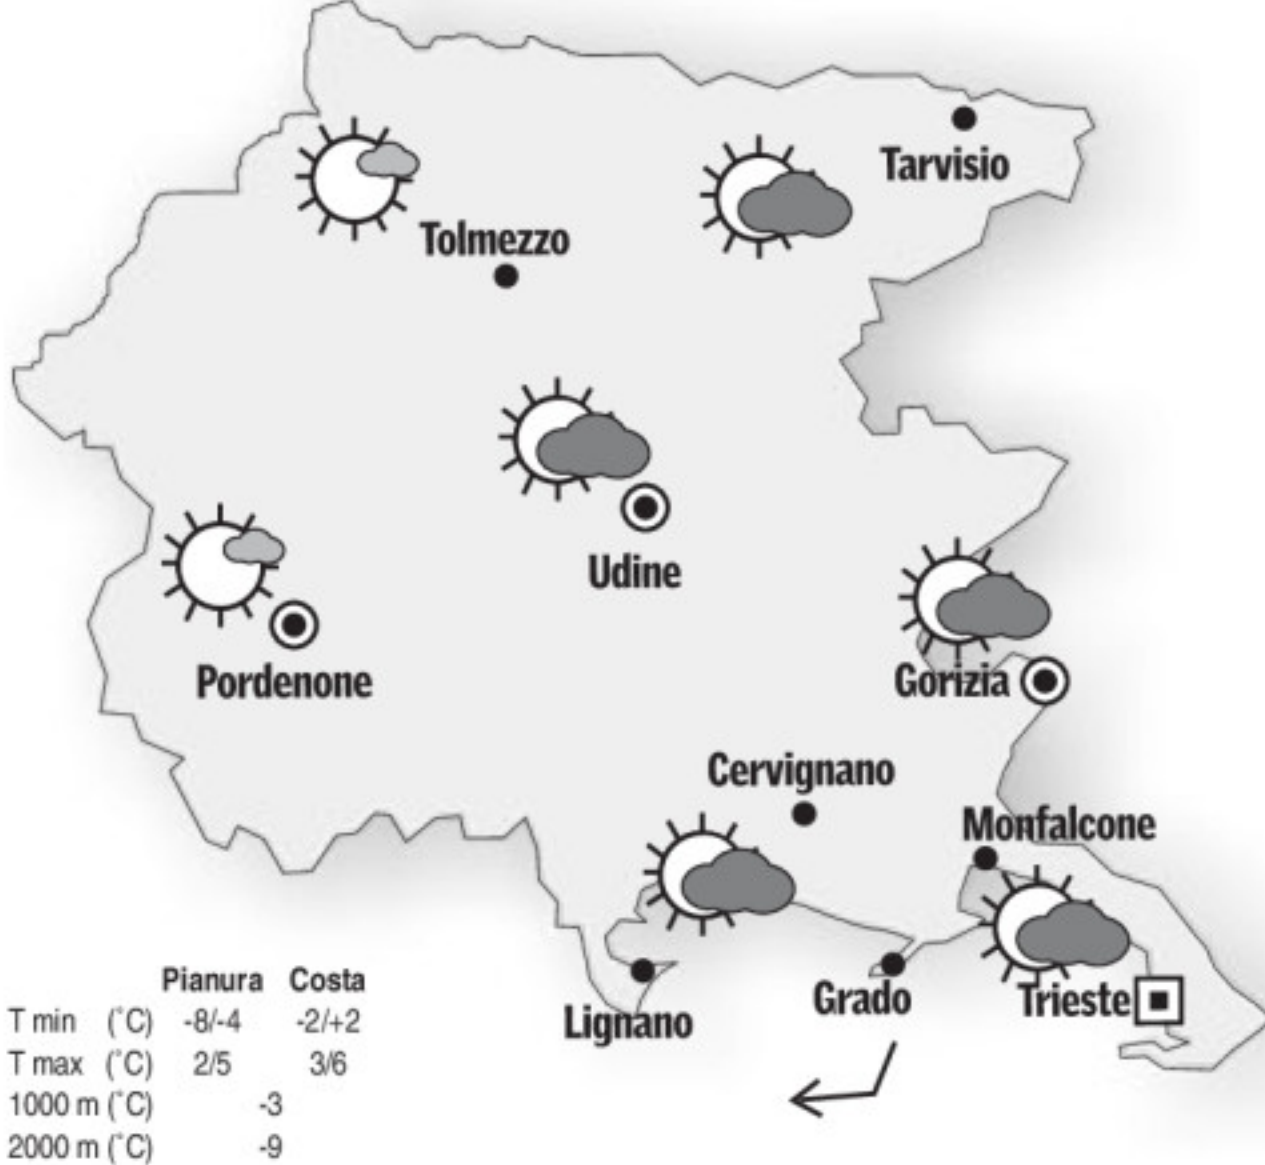 Tarvisio
Tolmezzo
Udine
Pordenone
Gorizia
Cervignano
Monfalcone
Grado
Trieste
Lignano
Pianura Costa
T min (°C) -8/-4 -2/+2
T max (°C) 2/5 3/6
1000 m (°C) -3
2000 m (°C) -9